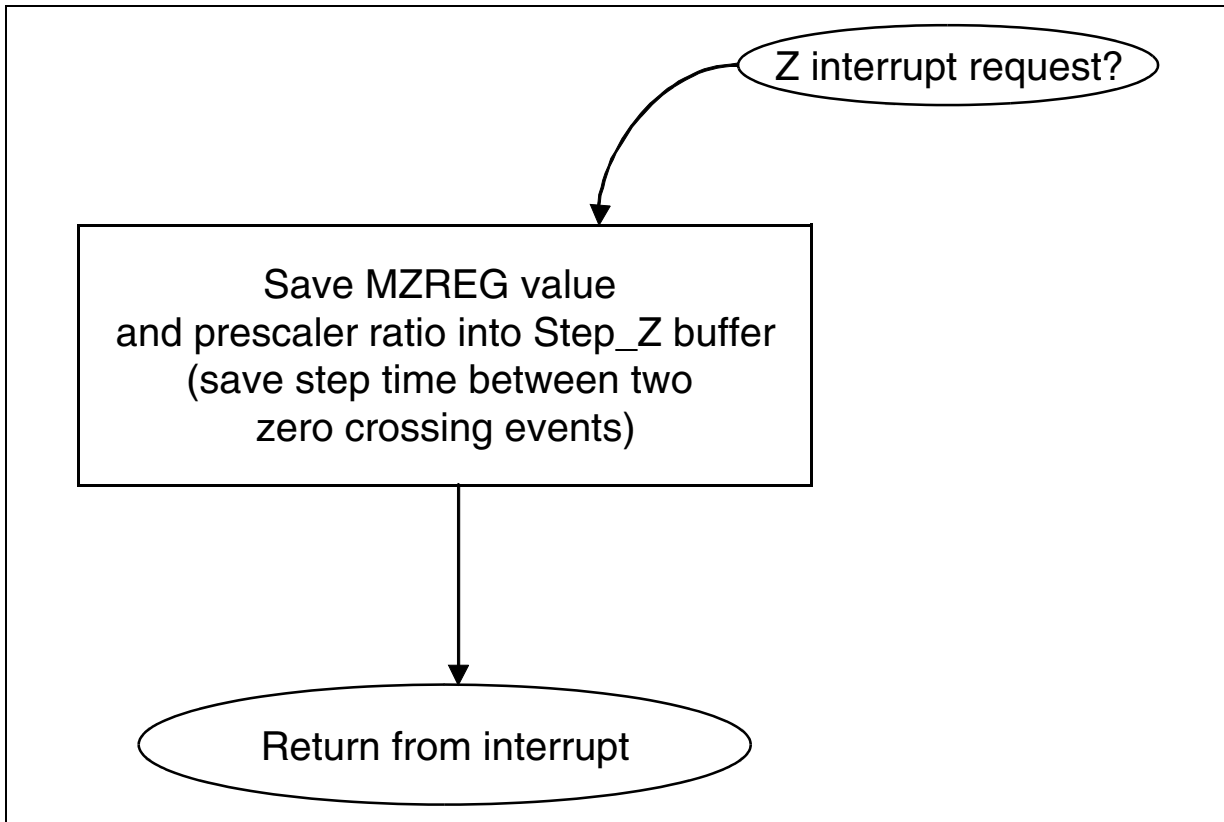 Z interrupt request?
Save MZREG value
and prescaler ratio into Step_Z buffer
(save step time between two
zero crossing events)
Return from interrupt